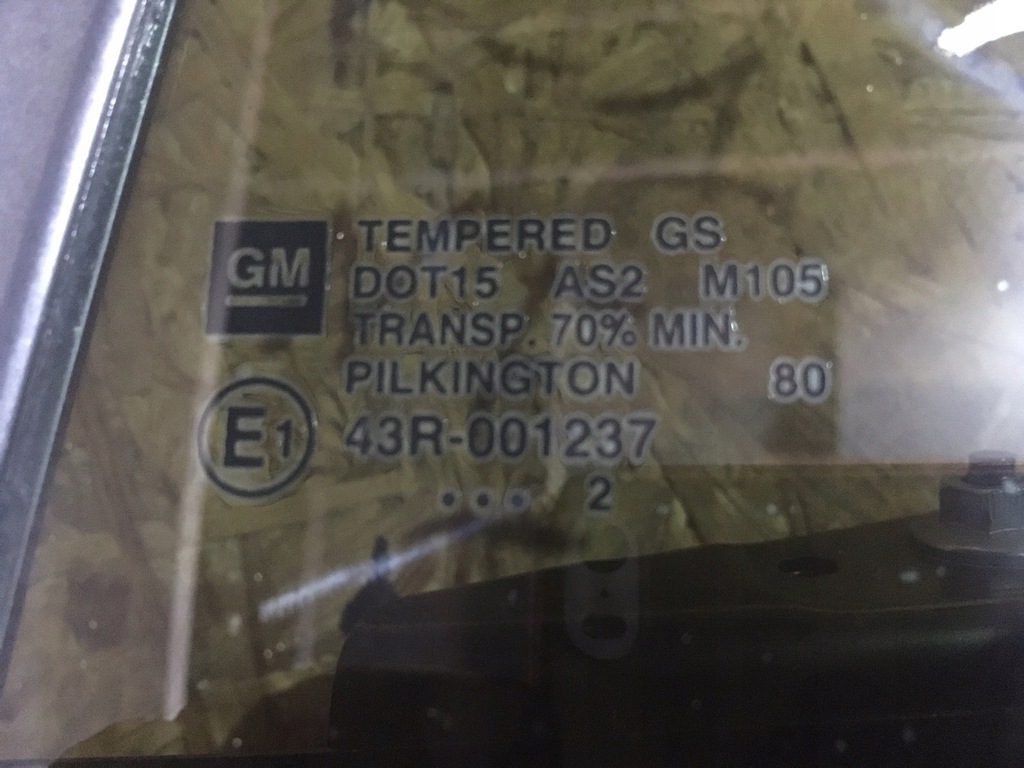 GM
TEMPERED GS
DOT15 AS2 M105
TRANSP. 70% MIN.
PILKINGTON 80
E1 43R-001237
... 2